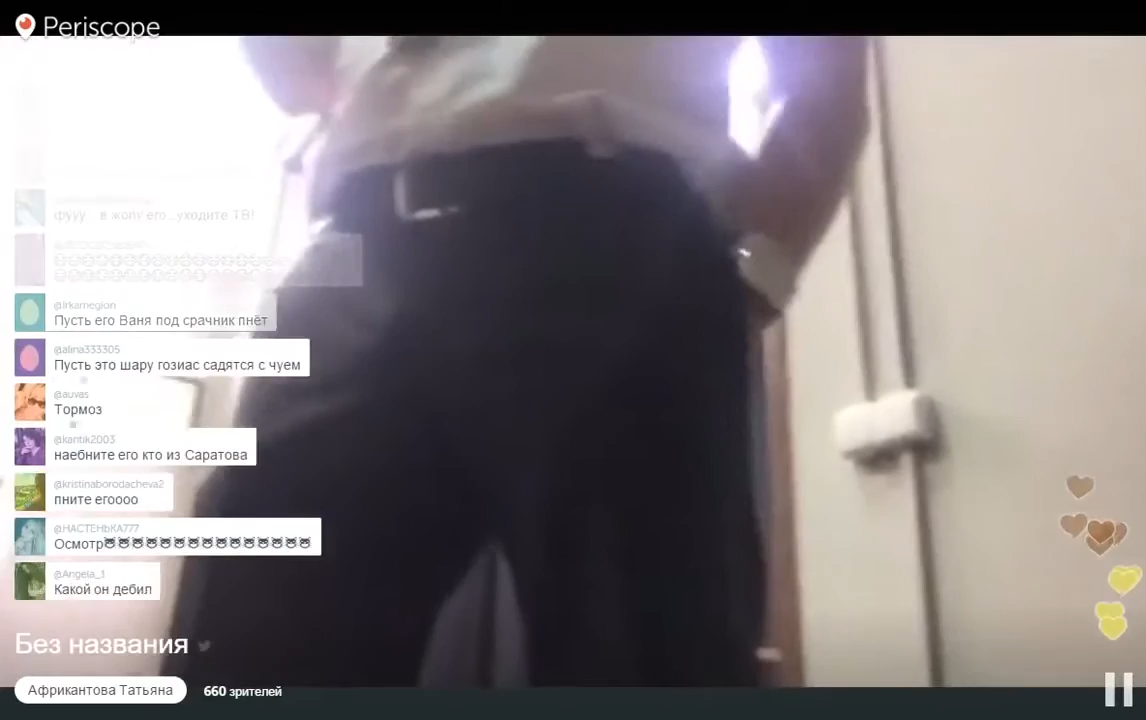 Periscope
фууу... в жопу его...уходите ТВ!
@irkamegion
Пусть его Ваня под срачник пнёт
@alina333305
Пусть это шару гозиас садятся с чуем
@auvas
Тормоз
@kantik2003
наебните его кто из Саратова
@kristinaborodacheva2
пните егоооо
@НАСТЕНЬКА777
Осмотр
@Angela_1
Какой он дебил
Без названия
Африкантова Татьяна
660 зрителей